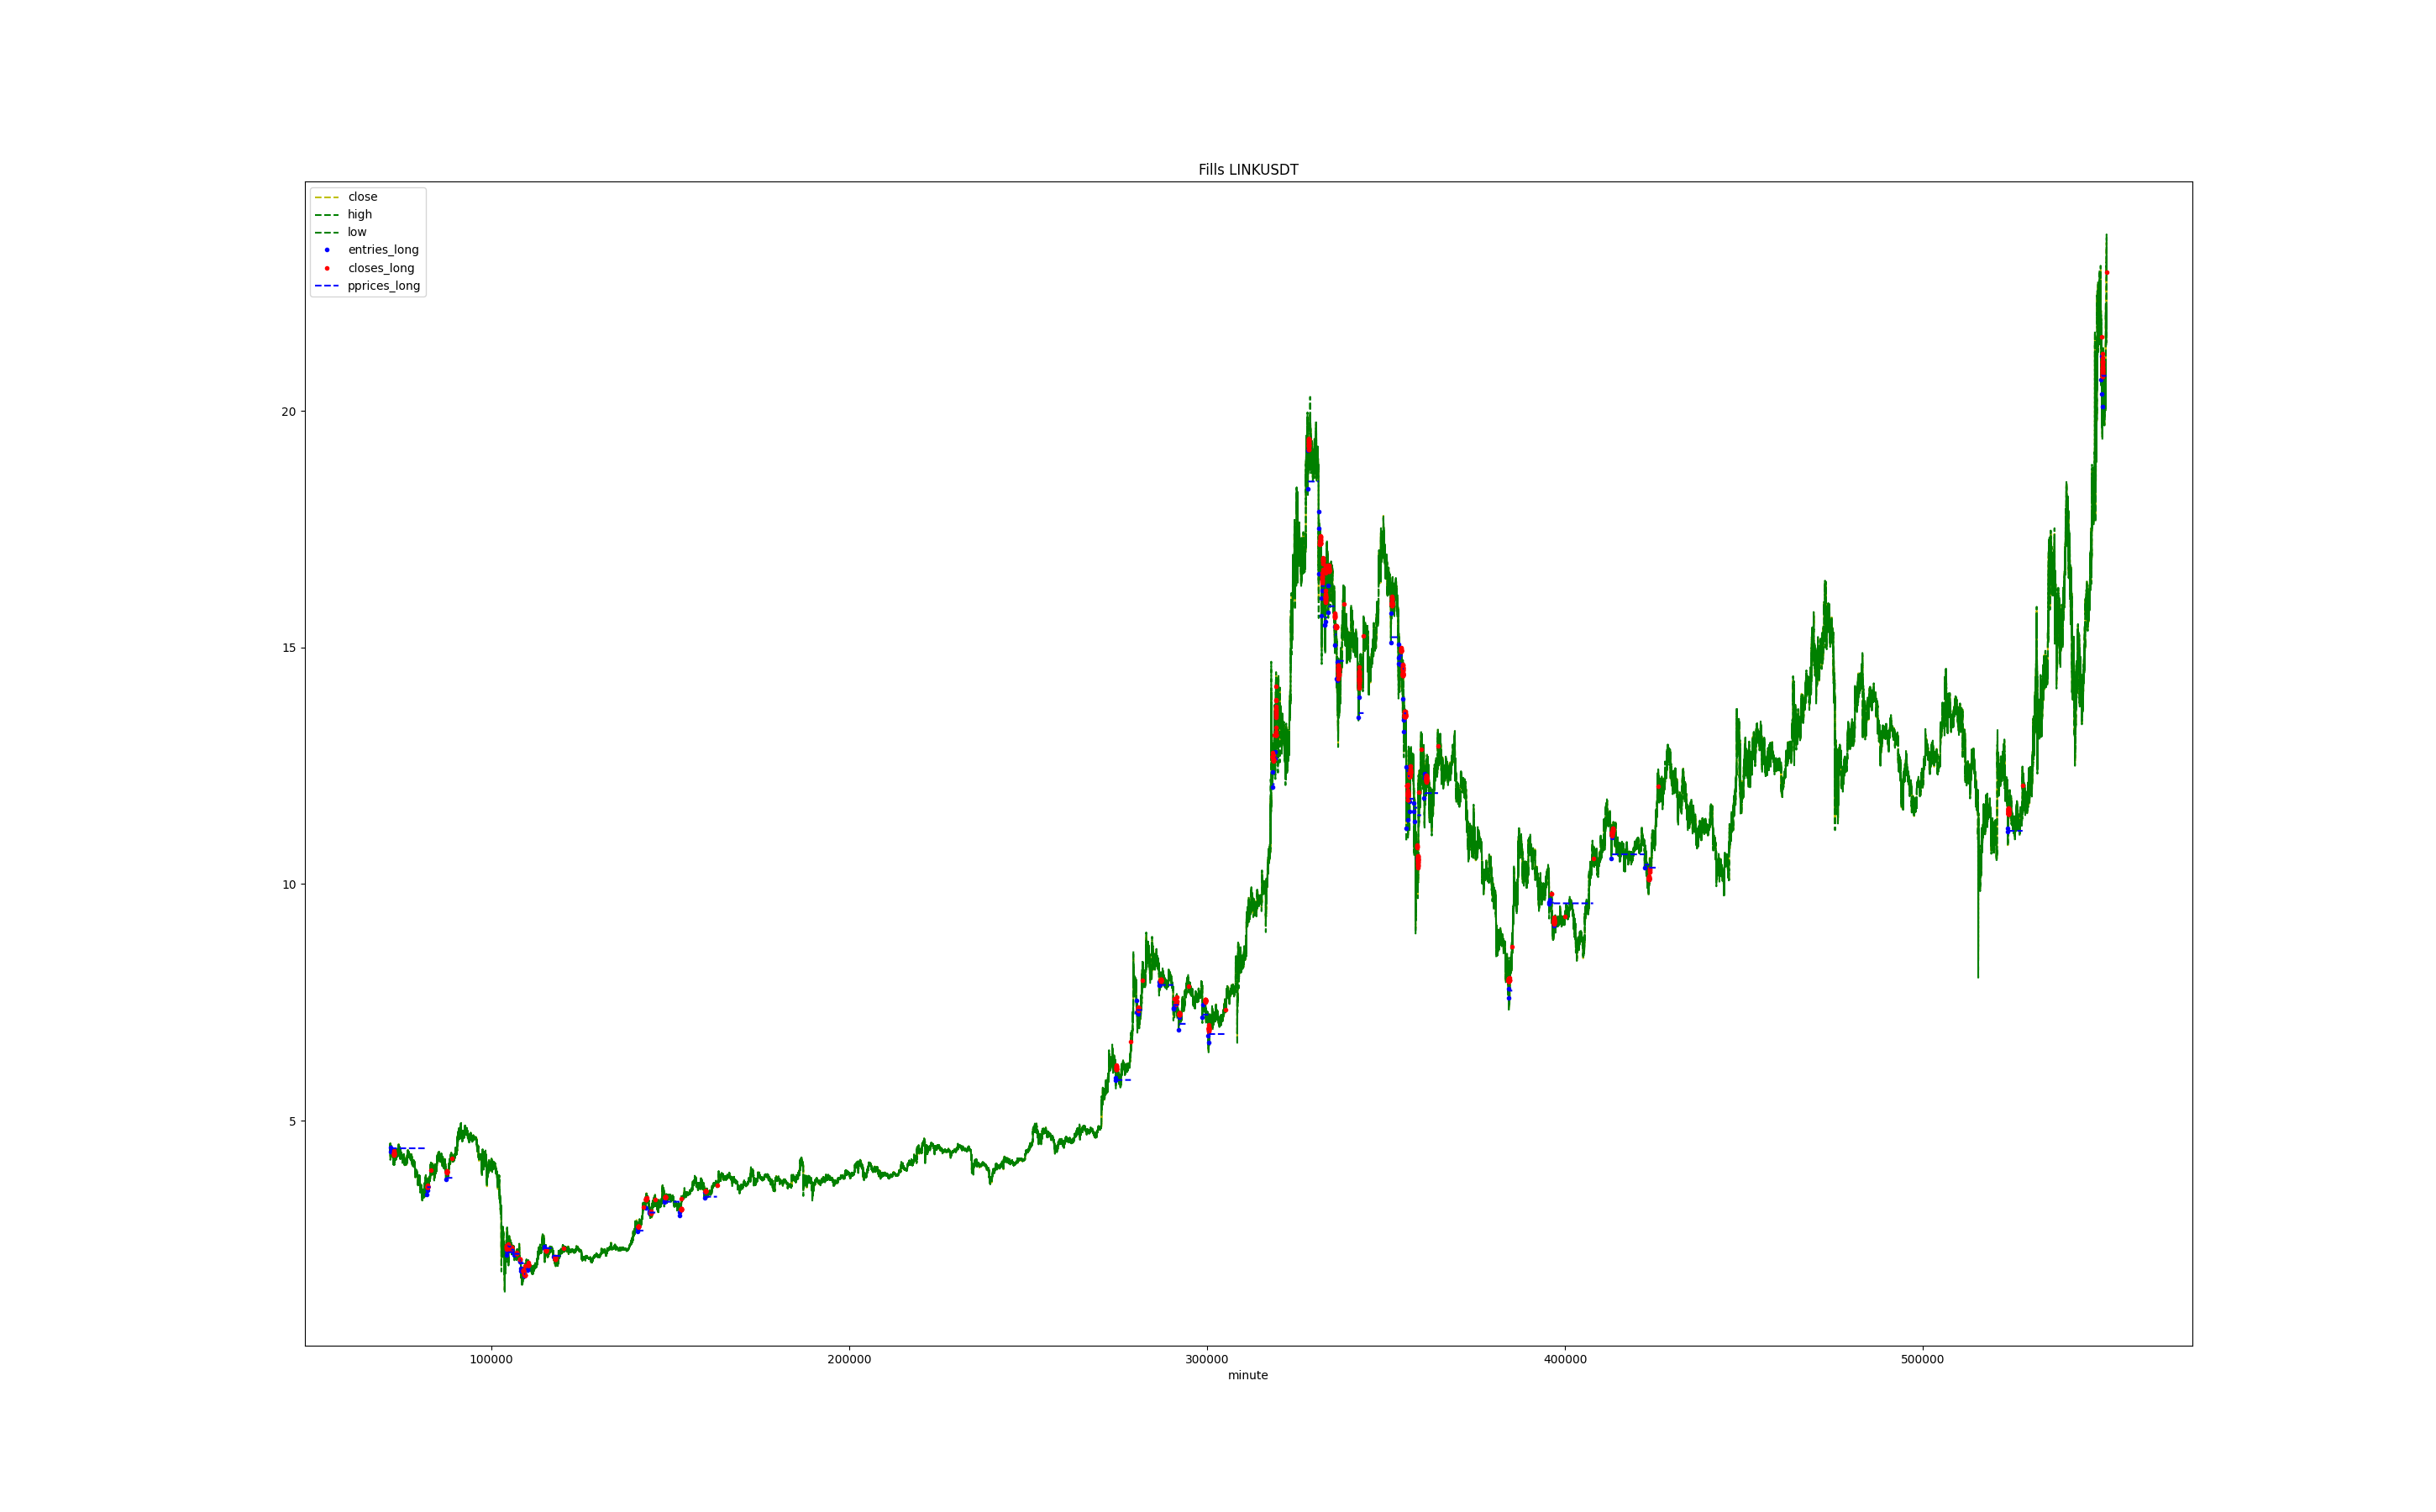 Fills LINKUSDT
close
high
low
entries_long
closes_long
pprices_long
20
15
10
5
100000 200000 300000 400000 500000
minute